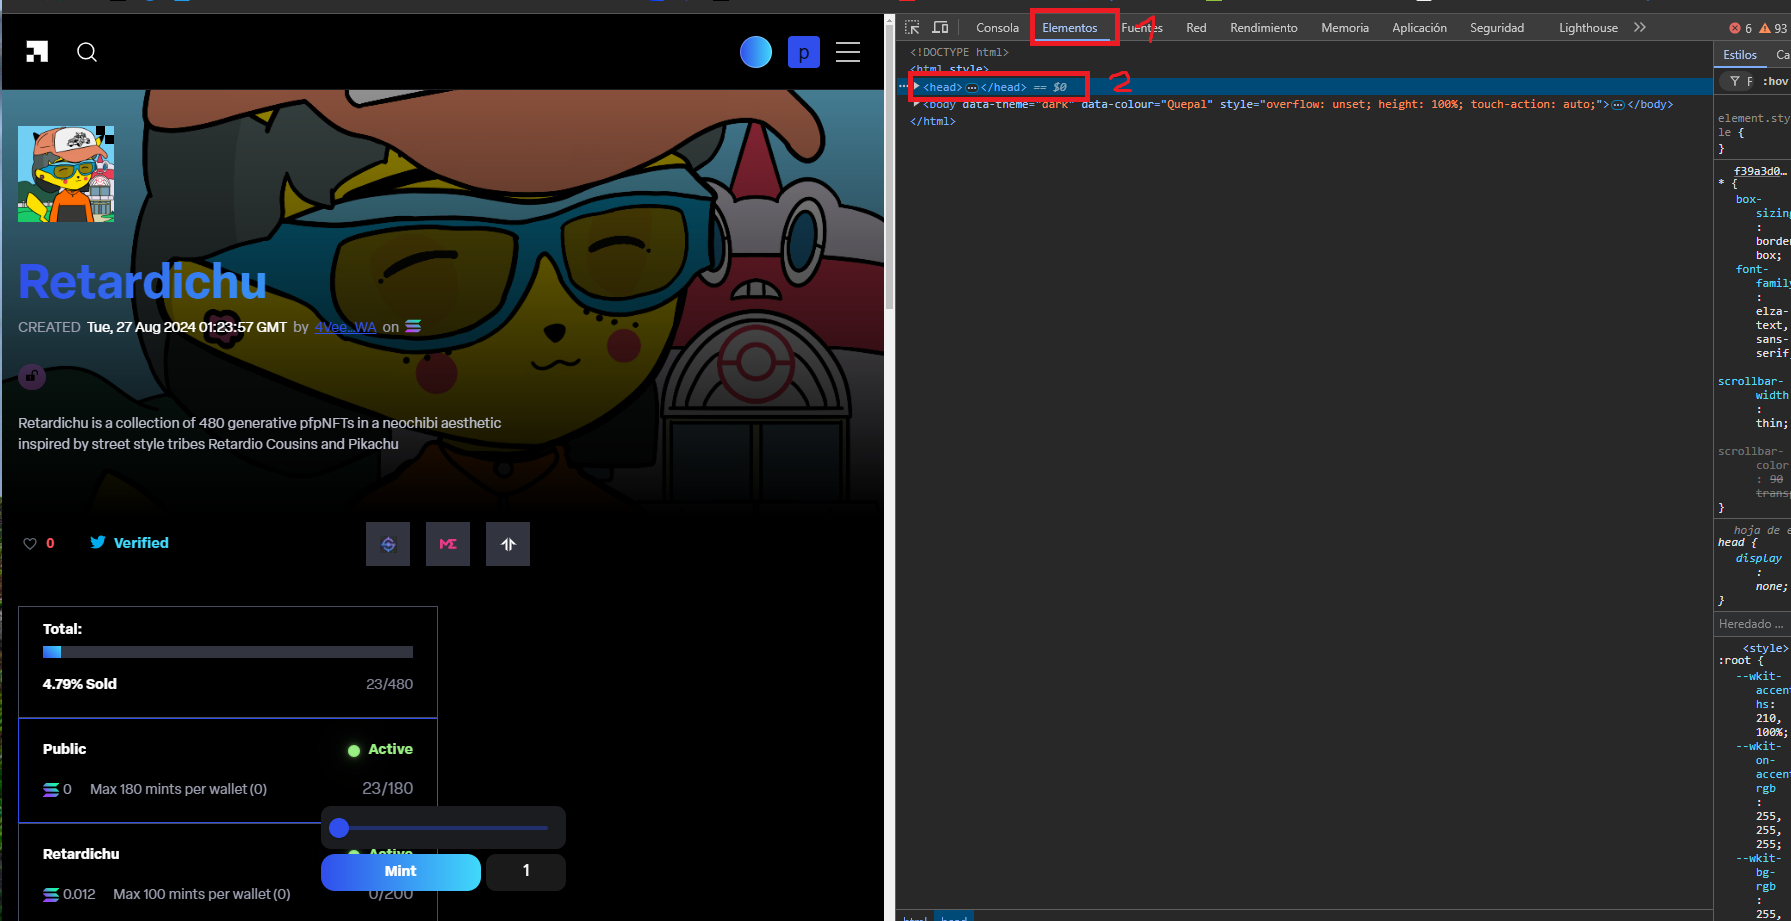 p
Retardichu
CREATED Tue, 27 Aug 2024 01:23:57 GMT by 4Vee...WA on
Retardichu is a collection of 480 generative pfpNFTs in a neochibi aesthetic
inspired by street style tribes Retardio Cousins and Pikachu
0 Verified
ME
Total:
4.79% Sold 23/480
Public Active
0 Max 180 mints per wallet (0) 23/180
Retardichu Active
Mint 1
0.012 Max 100 mints per wallet (0) 0/200
Consola Elementos Fuentes Red Rendimiento Memoria Aplicación Seguridad Lighthouse 6 93
1
<!DOCTYPE html>
<html style>
<head>…</head> == $0
2
<body data-theme="dark" data-colour="Quepal" style="overflow: unset; height: 100%; touch-action: auto;">…</body>
</html>
html head
Estilos Ca
F :hov
element.sty
le {
}
f39a3d0…
* {
box-
sizing
:
border
box;
font-
family
:
elza-
text,
sans-
serif
scrollbar-
width
:
thin;
scrollbar-
color
: 90
trans
}
hoja de e
head {
display
:
none;
}
Heredado ...
<style>
:root {
--wkit-
accent
hs:
210,
100%;
--wkit-
on-
accent
rgb
:
255,
255,
255;
--wkit-
bg-
rgb
:
255,